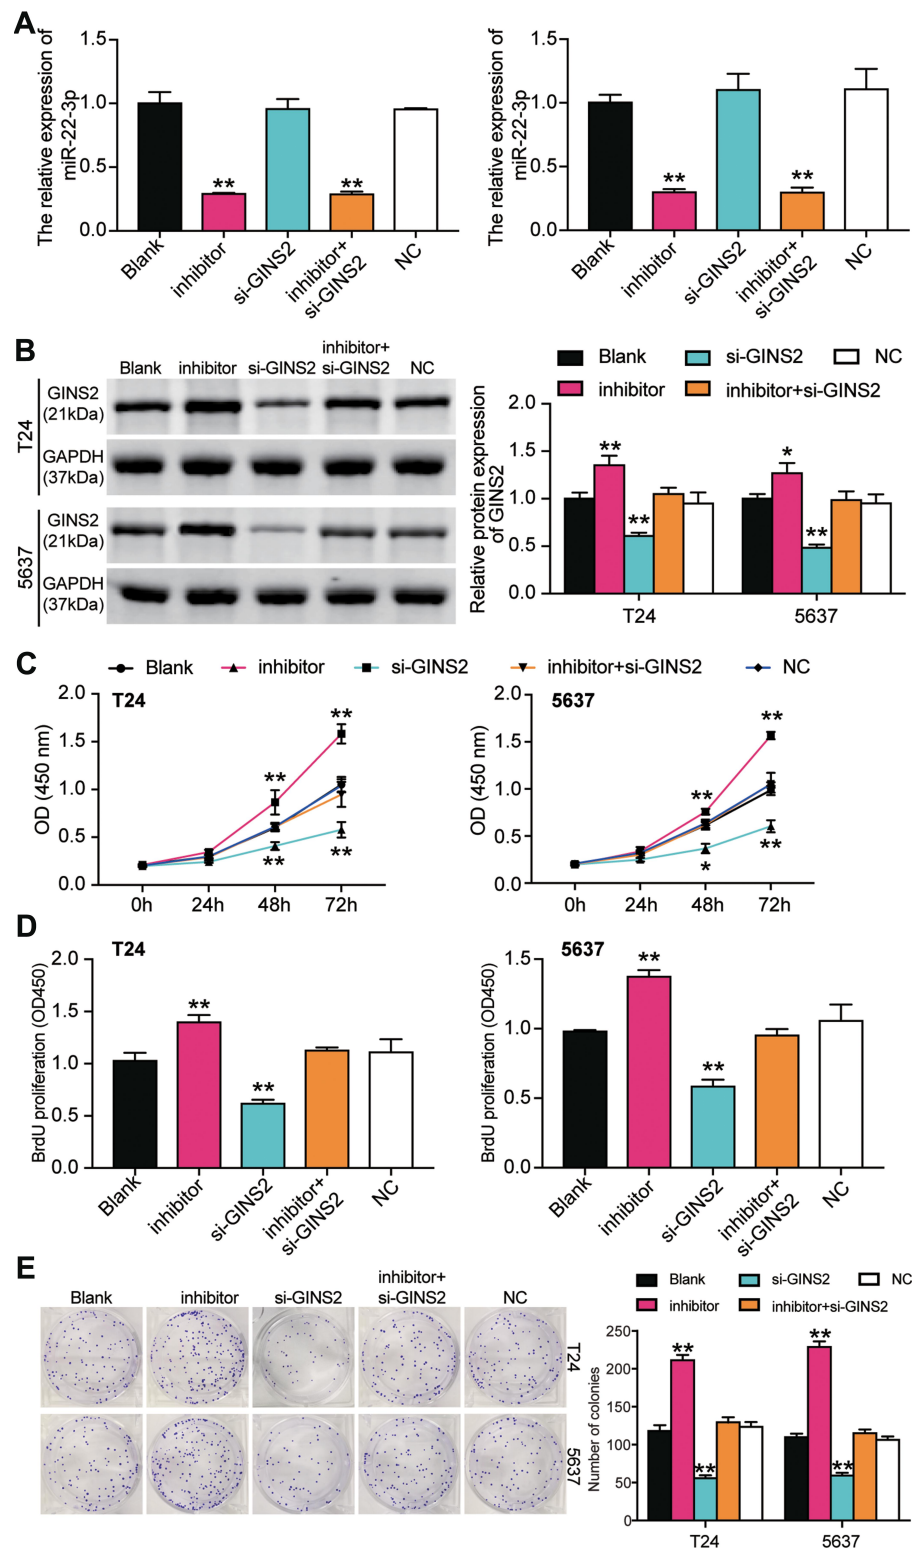 A
The relative expression of
miR-22-3p
1.5
1.0
0.5
0.0
**
**
Blank
inhibitor
si-GINS2
inhibitor+
si-GINS2
NC
The relative expression of
miR-22-3p
1.5
1.0
0.5
0.0
**
**
Blank
inhibitor
si-GINS2
inhibitor+
si-GINS2
NC
B
Blank
inhibitor
si-GINS2
inhibitor+
si-GINS2
NC
T24
GINS2
(21kDa)
GAPDH
(37kDa)
5637
GINS2
(21kDa)
GAPDH
(37kDa)
Blank
si-GINS2
NC
inhibitor
inhibitor+si-GINS2
Relative protein expression
of GINS2
2.0
1.5
1.0
0.5
0.0
**
**
*
**
T24
5637
C
Blank
inhibitor
si-GINS2
inhibitor+si-GINS2
NC
T24
OD (450 nm)
2.0
1.5
1.0
0.5
0.0
**
**
**
**
0h
24h
48h
72h
5637
OD (450 nm)
2.0
1.5
1.0
0.5
0.0
**
**
*
**
0h
24h
48h
72h
D
T24
BrdU proliferation (OD450)
2.0
1.5
1.0
0.5
0.0
**
**
Blank
inhibitor
si-GINS2
inhibitor+
si-GINS2
NC
5637
BrdU proliferation (OD450)
1.5
1.0
0.5
0.0
**
**
Blank
inhibitor
si-GINS2
inhibitor+
si-GINS2
NC
E
Blank
inhibitor
si-GINS2
inhibitor+
si-GINS2
NC
T24
5637
Blank
si-GINS2
NC
inhibitor
inhibitor+si-GINS2
Number of colonies
250
200
150
100
50
0
**
**
**
**
T24
5637